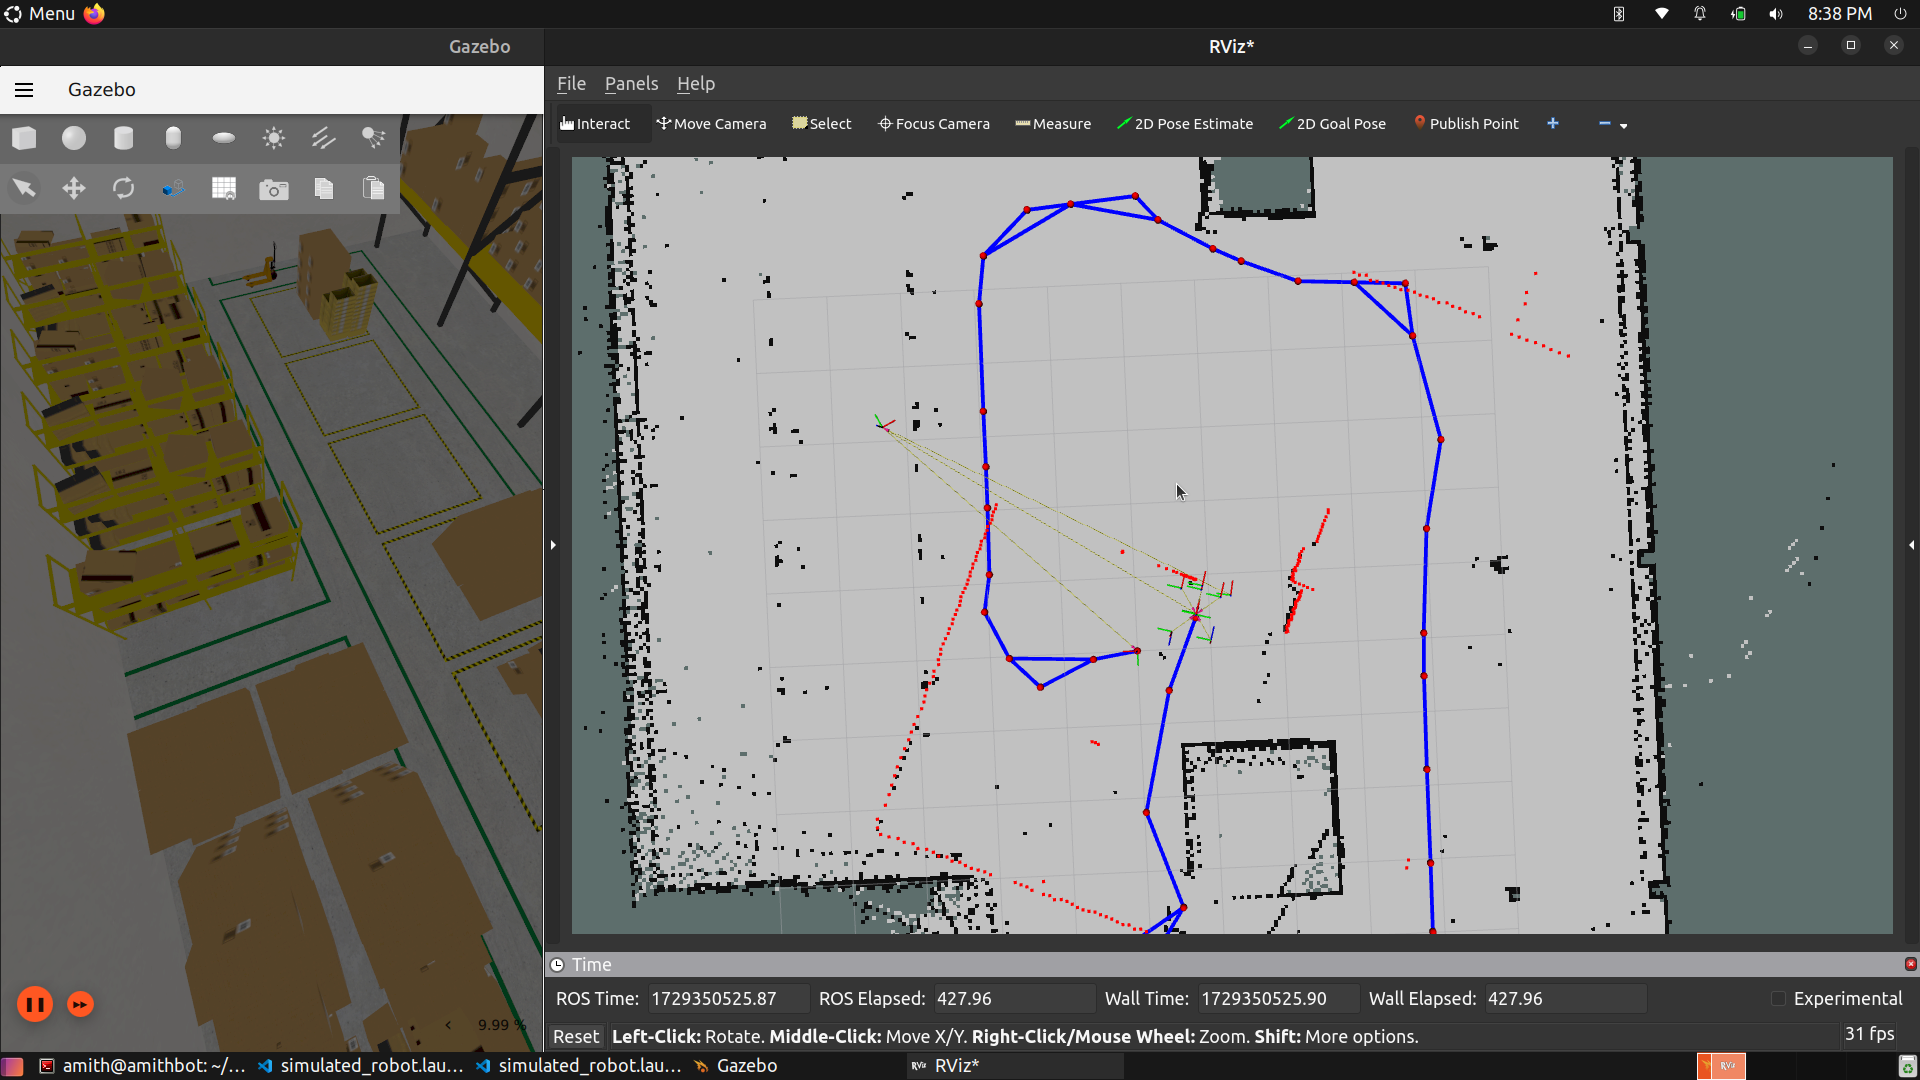 Menu
8:38 PM
Gazebo
RViz*
Gazebo
File Panels Help
Interact Move Camera Select Focus Camera Measure 2D Pose Estimate 2D Goal Pose Publish Point
9.99 %
Time
ROS Time: 1729350525.87 ROS Elapsed: 427.96 Wall Time: 1729350525.90 Wall Elapsed: 427.96 Experimental
Reset Left-Click: Rotate. Middle-Click: Move X/Y. Right-Click/Mouse Wheel: Zoom. Shift: More options. 31 fps
amith@amithbot: ~/... simulated_robot.lau... simulated_robot.lau... Gazebo RViz RViz* RViz